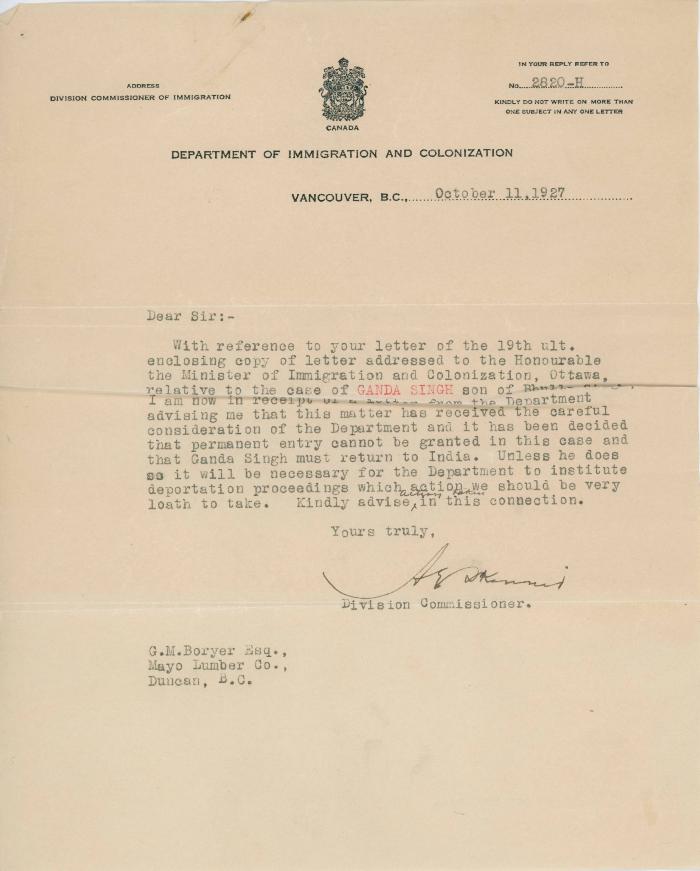 IN YOUR REPLY REFER TO
No. 2820-H
KINDLY DO NOT WRITE ON MORE THAN
ONE SUBJECT IN ANY ONE LETTER
ADDRESS
DIVISION COMMISSIONER OF IMMIGRATION
CANADA
DEPARTMENT OF IMMIGRATION AND COLONIZATION
VANCOUVER, B.C., October 11,1927
Dear Sir:-
With reference to your letter of the 19th ult.
enclosing copy of letter addressed to the Honourable
the Minister of Immigration and Colonization, Ottawa,
relative to the case of GANDA SINGH son of
I am now in receipt of a letter from the Department
advising me that this matter has received the careful
consideration of the Department and it has been decided
that permanent entry cannot be granted in this case and
that Ganda Singh must return to India. Unless he does
so it will be necessary for the Department to institute
deportation proceedings which action we should be very
loath to take. Kindly advise action taken in this connection.
Yours truly,
Division Commissioner.
G.M.Boryer Esq.,
Mayo Lumber Co.,
Duncan, B.C.